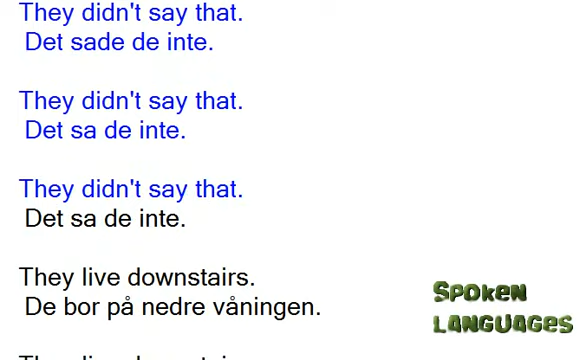 They didn't say that.
Det sade de inte.
They didn't say that.
Det sa de inte.
They didn't say that.
Det sa de inte.
They live downstairs.
De bor på nedre våningen.
SPOKEN
LANGUAGES